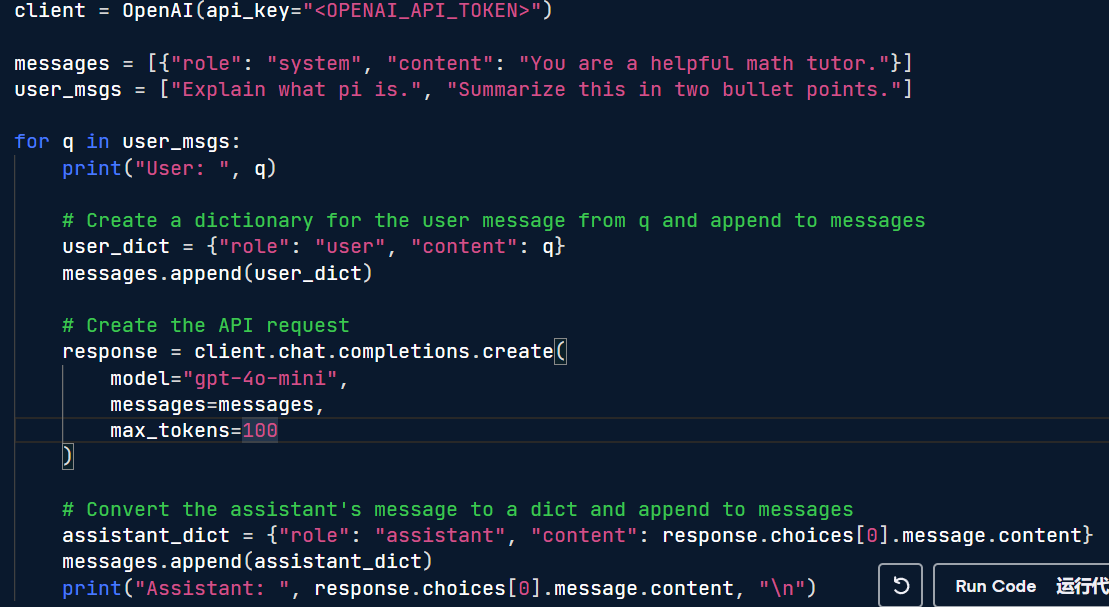 client = OpenAI(api_key="<OPENAI_API_TOKEN>")
messages = [{"role": "system", "content": "You are a helpful math tutor."}]
user_msgs = ["Explain what pi is.", "Summarize this in two bullet points."]
for q in user_msgs:
    print("User: ", q)
    # Create a dictionary for the user message from q and append to messages
    user_dict = {"role": "user", "content": q}
    messages.append(user_dict)
    # Create the API request
    response = client.chat.completions.create(
        model="gpt-4o-mini",
        messages=messages,
        max_tokens=100
    )
    # Convert the assistant's message to a dict and append to messages
    assistant_dict = {"role": "assistant", "content": response.choices[0].message.content}
    messages.append(assistant_dict)
    print("Assistant: ", response.choices[0].message.content, "\n")
Run Code 运行代